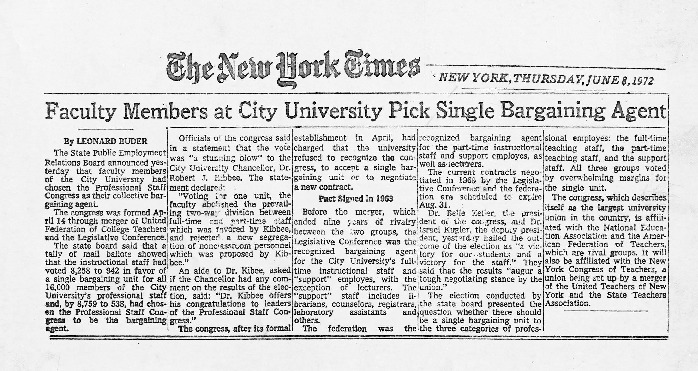 The New York Times
NEW YORK, THURSDAY, JUNE 8, 1972
Faculty Members at City University Pick Single Bargaining Agent
By LEONARD BUDER
The State Public Employment
Relations Board announced yes-
terday that faculty members
of the City University had
chosen the Professional Staff
Congress as their collective bar-
gaining agent.
The congress was formed Ap-
ril 14 through merger of United
Federation of College Teachers
and the Legislative Conference.
The state board said that a
tally of mail ballots showed
that the instructional staff had
voted 8,258 to 942 in favor of
a single bargaining unit for all
16,000 members of the City
University's professional staff
and, by 8,759 to 538, had chos-
en the Professional Staff Con-
gress to be the bargaining
agent.
Officials of the congress said
in a statement that the vote
was "a stunning blow" to the
City University Chancellor, Dr.
Robert J. Kibbee. The state-
ment declared:
"Voting for one unit, the
faculty abolished the prevail-
ing two-way division between
full-time and part-time staff
which was favored by Kibbee,
and rejected a new segrega-
tion of nonclassroom personnel
which was proposed by Kib-
bee."
An aide to Dr. Kibee, asked
if the Chancellor had any com-
ment on the results of the elec-
tion, said: "Dr. Kibbee offers
his congratulations to leaders
of the Professional Staff Con-
gress."
The congress, after its formal
establishment in April, had
charged that the university
refused to recognize the con-
gress, to accept a single bar-
gaining unit or to negotiate
a new contract.
Pact Signed in 1969
Before the merger, which
ended nine years of rivalry
between the two groups, the
Legislative Conference was the
recognized bargaining agent
for the City University's full-
time instructional staff and
"support" employes, with the
exception of lecturers. The
"support" staff includes li-
brarians, counselors, registrars,
laboratory assistants and
others.
The federation was the
recognized bargaining agent
for the part-time instructional
staff and support employes, as
well as lecturers.
The current contracts nego-
tiated in 1969 by the Legisla-
tive Conference and the federa-
tion are scheduled to expire
Aug. 31.
Dr. Belle Zeller, the presi-
dent of the congress, and Dr.
Israel Kugler, the deputy presi-
dent, yesterday hailed the out-
come of the election as "a vic-
tory for our students and a
victory for the staff." They
said that the results "augur a
tough negotiating stance by the
union."
The election conducted by
the state board presented the
question whether there should
be a single bargaining unit to
the three categories of profes-
sional employes: the full-time
teaching staff, the part-time
teaching staff, and the support
staff. All three groups voted
by overwhelming margins for
the single unit.
The congress, which describes
itself as the largest university
union in the country, is affili-
ated with the National Educa-
tion Association and the Amer-
ican Federation of Teachers,
which are rival groups. It will
also be affiliated with the New
York Congress of Teachers, a
union being set up by a merger
of the United Teachers of New
York and the State Teachers
Association.